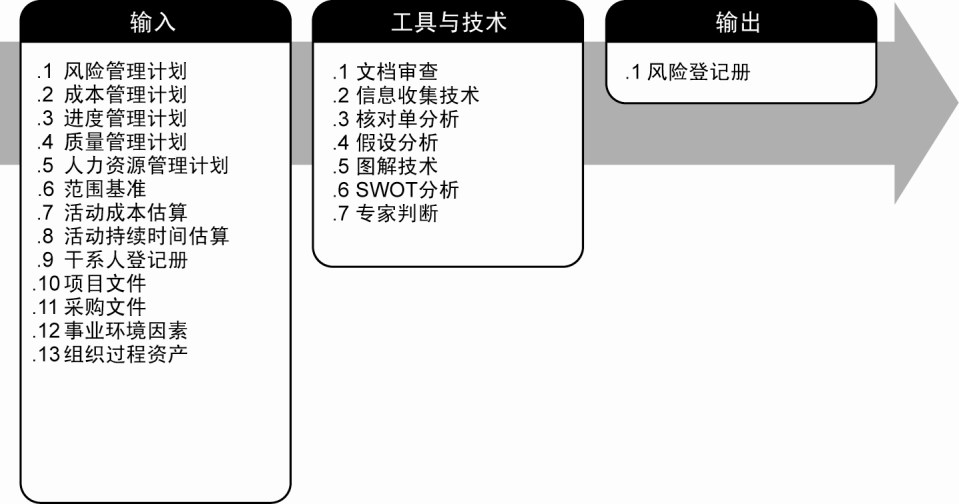 输入
.1 风险管理计划
.2 成本管理计划
.3 进度管理计划
.4 质量管理计划
.5 人力资源管理计划
.6 范围基准
.7 活动成本估算
.8 活动持续时间估算
.9 干系人登记册
.10 项目文件
.11 采购文件
.12 事业环境因素
.13 组织过程资产
工具与技术
.1 文档审查
.2 信息收集技术
.3 核对单分析
.4 假设分析
.5 图解技术
.6 SWOT分析
.7 专家判断
输出
.1 风险登记册